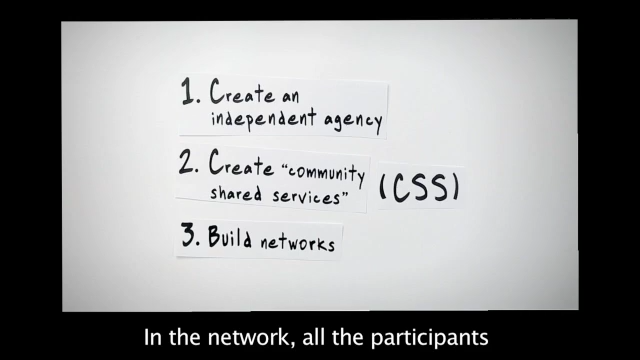 1. Create an
independent agency
2. Create "community
shared services"
(CSS)
3. Build networks
In the network, all the participants